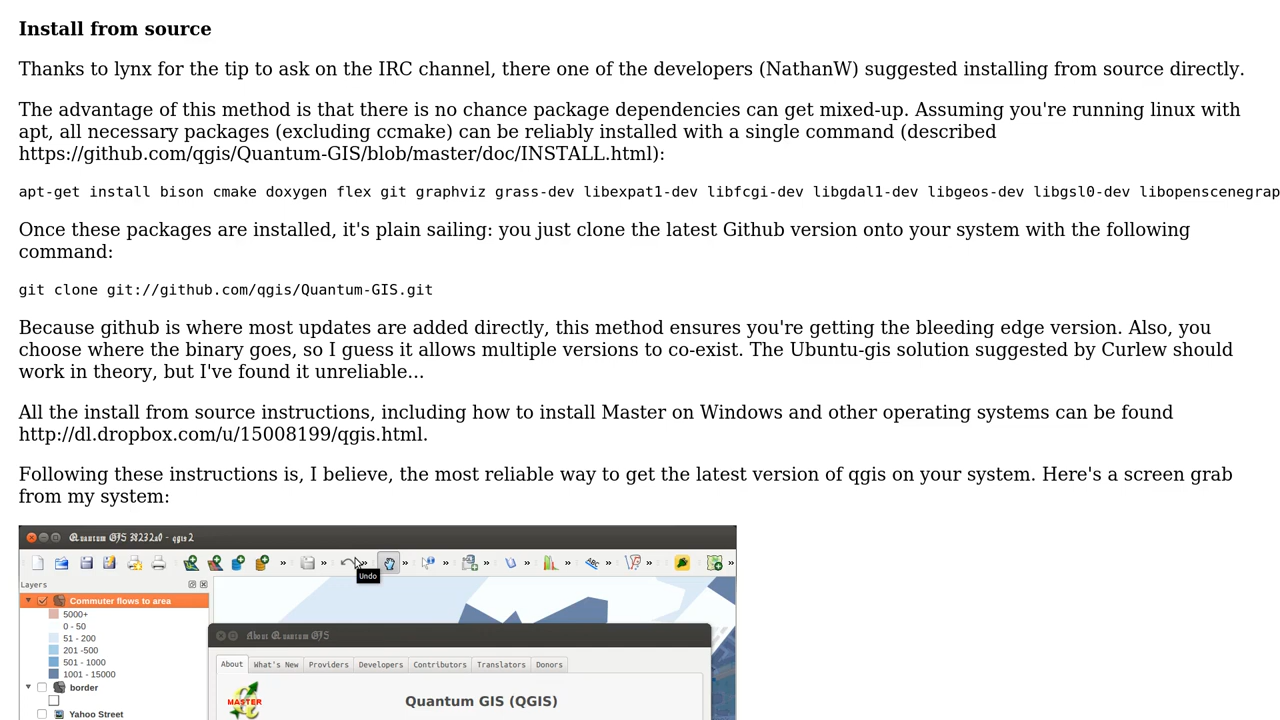 Install from source
Thanks to lynx for the tip to ask on the IRC channel, there one of the developers (NathanW) suggested installing from source directly.
The advantage of this method is that there is no chance package dependencies can get mixed-up. Assuming you're running linux with
apt, all necessary packages (excluding ccmake) can be reliably installed with a single command (described
https://github.com/qgis/Quantum-GIS/blob/master/doc/INSTALL.html):
apt-get install bison cmake doxygen flex git graphviz grass-dev libexpat1-dev libfcgi-dev libgdal1-dev libgeos-dev libgsl0-dev libopenscenegrap
Once these packages are installed, it's plain sailing: you just clone the latest Github version onto your system with the following
command:
git clone git://github.com/qgis/Quantum-GIS.git
Because github is where most updates are added directly, this method ensures you're getting the bleeding edge version. Also, you
choose where the binary goes, so I guess it allows multiple versions to co-exist. The Ubuntu-gis solution suggested by Curlew should
work in theory, but I've found it unreliable...
All the install from source instructions, including how to install Master on Windows and other operating systems can be found
http://dl.dropbox.com/u/15008199/qgis.html.
Following these instructions is, I believe, the most reliable way to get the latest version of qgis on your system. Here's a screen grab
from my system:
Quantum GIS 38232a0 - qgis2
Undo
Layers
Commuter flows to area
5000+
0 - 50
51 - 200
201 -500
501 - 1000
1001 - 15000
border
Yahoo Street
About Quantum GIS
About What's New Providers Developers Contributors Translators Donors
MASTER
Quantum GIS (QGIS)